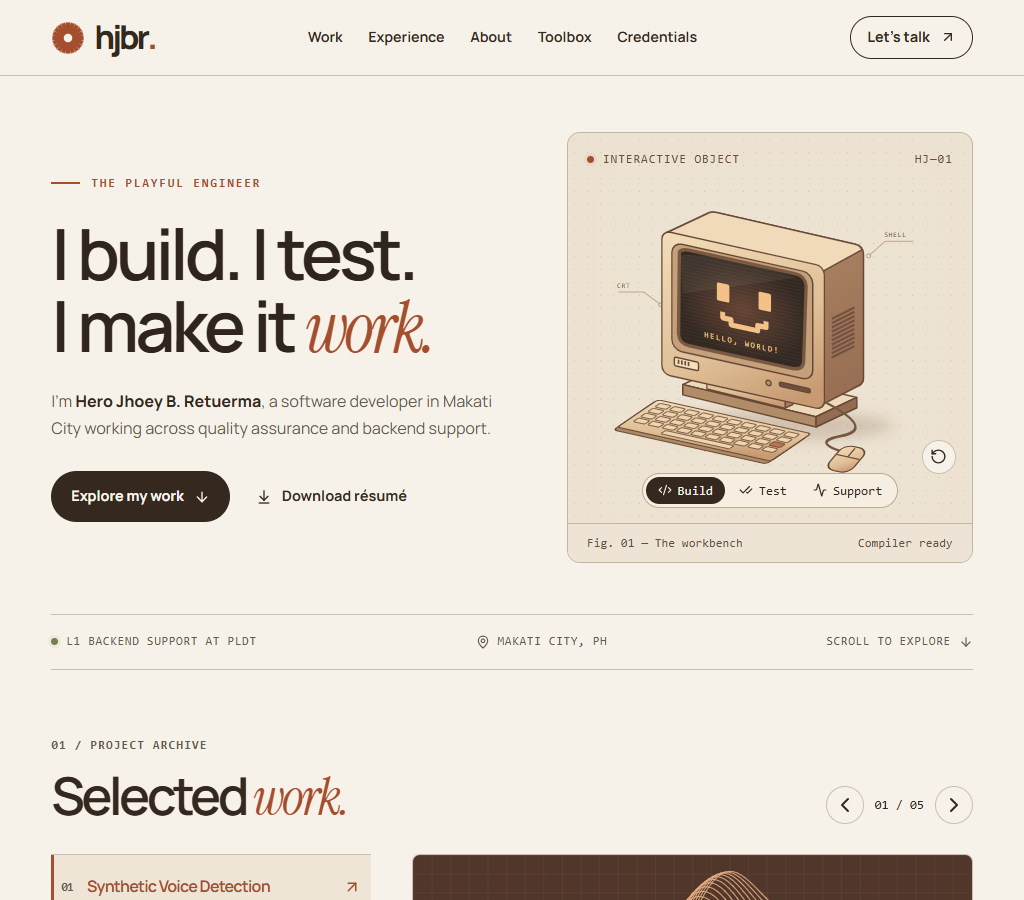 hjbr.
Work
Experience
About
Toolbox
Credentials
Let's talk
THE PLAYFUL ENGINEER
I build. I test.
I make it work.
I'm Hero Jhoey B. Retuerma, a software developer in Makati
City working across quality assurance and backend support.
Explore my work
Download résumé
INTERACTIVE OBJECT
HJ—01
SHELL
CRT
HELLO, WORLD!
Build
Test
Support
Fig. 01 — The workbench
Compiler ready
L1 BACKEND SUPPORT AT PLDT
MAKATI CITY, PH
SCROLL TO EXPLORE
01 / PROJECT ARCHIVE
Selected work.
01 / 05
01 Synthetic Voice Detection